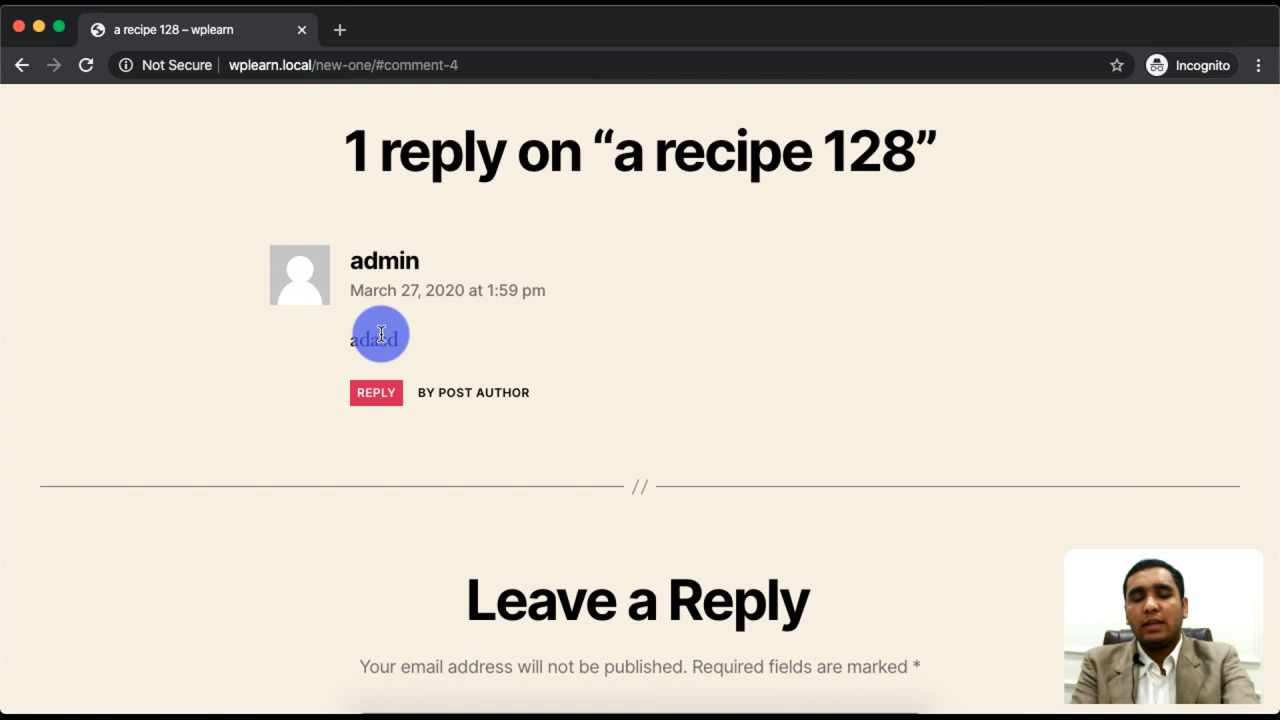 a recipe 128 – wplearn
Not Secure wplearn.local/new-one/#comment-4 Incognito
1 reply on “a recipe 128”
admin
March 27, 2020 at 1:59 pm
adasd
REPLY BY POST AUTHOR
//
Leave a Reply
Your email address will not be published. Required fields are marked *